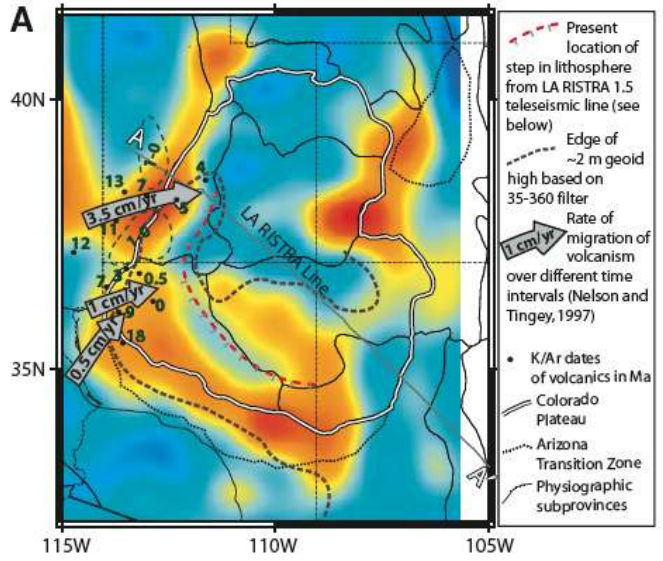 A
40N
35N
115W
110W
105W
A
A'
LA RISTRA Line
3.5 cm/yr
1 cm/yr
0.5 cm/yr
13
7
4
5
11
12
7
3
0.5
0
9
18
Present
location of
step in lithosphere
from LA RISTRA 1.5
teleseismic line (see
below)
Edge of
~2 m geoid
high based on
35-360 filter
Rate of
1 cm/yr
migration of
volcanism
over different time
intervals (Nelson and
Tingey, 1997)
K/Ar dates
of volcanics in Ma
Colorado
Plateau
Arizona
Transition Zone
Physiographic
subprovinces